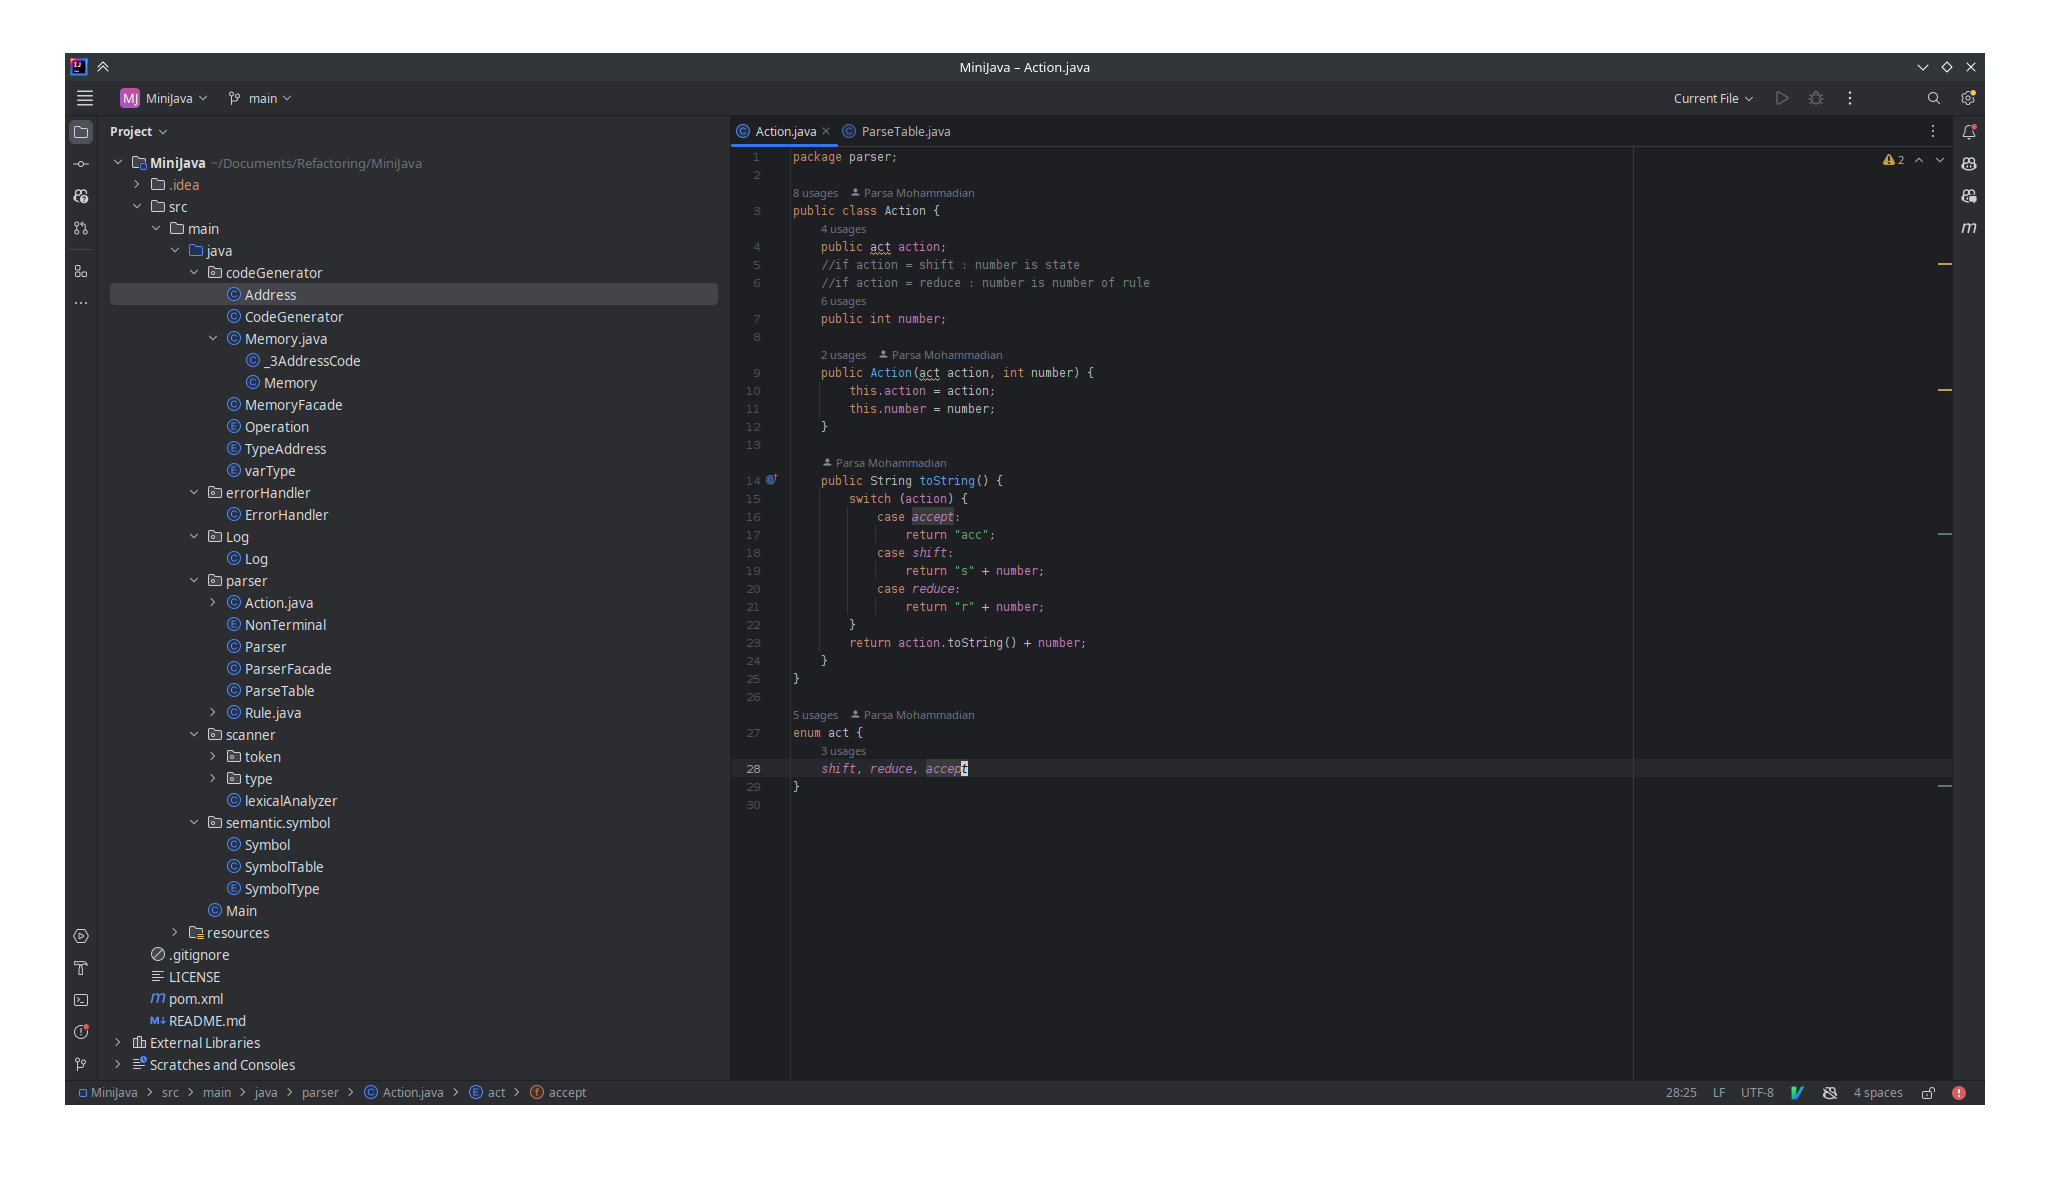 MiniJava – Action.java
MJ MiniJava main Current File
Project
MiniJava ~/Documents/Refactoring/MiniJava
.idea
src
main
java
codeGenerator
Address
CodeGenerator
Memory.java
_3AddressCode
Memory
MemoryFacade
Operation
TypeAddress
varType
errorHandler
ErrorHandler
Log
Log
parser
Action.java
NonTerminal
Parser
ParserFacade
ParseTable
Rule.java
scanner
token
type
lexicalAnalyzer
semantic.symbol
Symbol
SymbolTable
SymbolType
Main
resources
.gitignore
LICENSE
pom.xml
README.md
External Libraries
Scratches and Consoles
Action.java ParseTable.java
2
1 package parser;
2
8 usages Parsa Mohammadian
3 public class Action {
4 usages
4 public act action;
5 //if action = shift : number is state
6 //if action = reduce : number is number of rule
6 usages
7 public int number;
8
2 usages Parsa Mohammadian
9 public Action(act action, int number) {
10 this.action = action;
11 this.number = number;
12 }
13
Parsa Mohammadian
14 public String toString() {
15 switch (action) {
16 case accept:
17 return "acc";
18 case shift:
19 return "s" + number;
20 case reduce:
21 return "r" + number;
22 }
23 return action.toString() + number;
24 }
25 }
26
5 usages Parsa Mohammadian
27 enum act {
3 usages
28 shift, reduce, accept
29 }
30
MiniJava src main java parser Action.java act accept
28:25 LF UTF-8 4 spaces